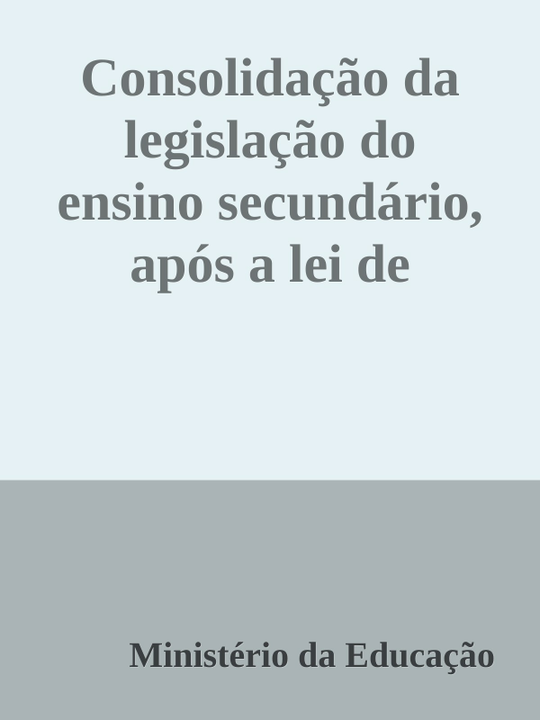 Consolidação da
legislação do
ensino secundário,
após a lei de
Ministério da Educação